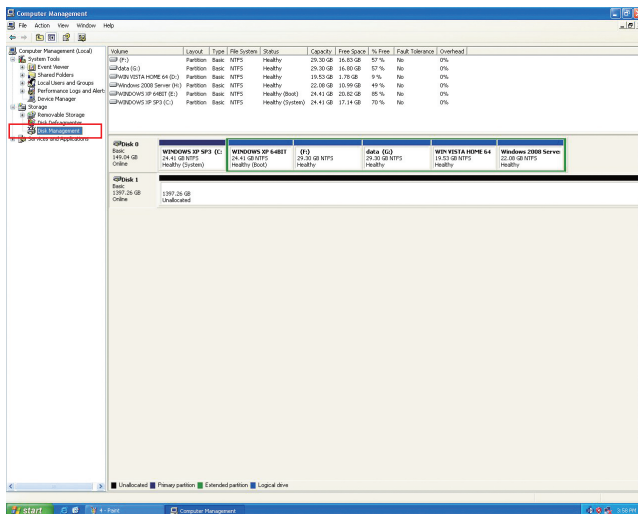 Computer Management
File Action View Window Help
Computer Management (Local)
System Tools
Event Viewer
Shared Folders
Local Users and Groups
Performance Logs and Alert
Device Manager
Storage
Removable Storage
Disk Defragmenter
Disk Management
Services and Applications
Volume Layout Type File System Status Capacity Free Space % Free Fault Tolerance Overhead
(F:) Partition Basic NTFS Healthy 29.30 GB 16.83 GB 57 % No 0%
data (G:) Partition Basic NTFS Healthy 29.30 GB 16.80 GB 57 % No 0%
WIN VISTA HOME 64 (D:) Partition Basic NTFS Healthy 19.53 GB 1.78 GB 9 % No 0%
Windows 2008 Server (H:) Partition Basic NTFS Healthy 22.08 GB 10.99 GB 49 % No 0%
WINDOWS XP 64BIT (E:) Partition Basic NTFS Healthy (Boot) 24.41 GB 20.82 GB 85 % No 0%
WINDOWS XP SP3 (C:) Partition Basic NTFS Healthy (System) 24.41 GB 17.14 GB 70 % No 0%
Disk 0
Basic
149.04 GB
Online
WINDOWS XP SP3 (C:
24.41 GB NTFS
Healthy (System)
WINDOWS XP 64BIT
24.41 GB NTFS
Healthy (Boot)
(F:)
29.30 GB NTFS
Healthy
data (G:)
29.30 GB NTFS
Healthy
WIN VISTA HOME 64
19.53 GB NTFS
Healthy
Windows 2008 Server
22.08 GB NTFS
Healthy
Disk 1
Basic
1397.26 GB
Online
1397.26 GB
Unallocated
Unallocated Primary partition Extended partition Logical drive
start
4 - Paint
Computer Management
3:58 PM